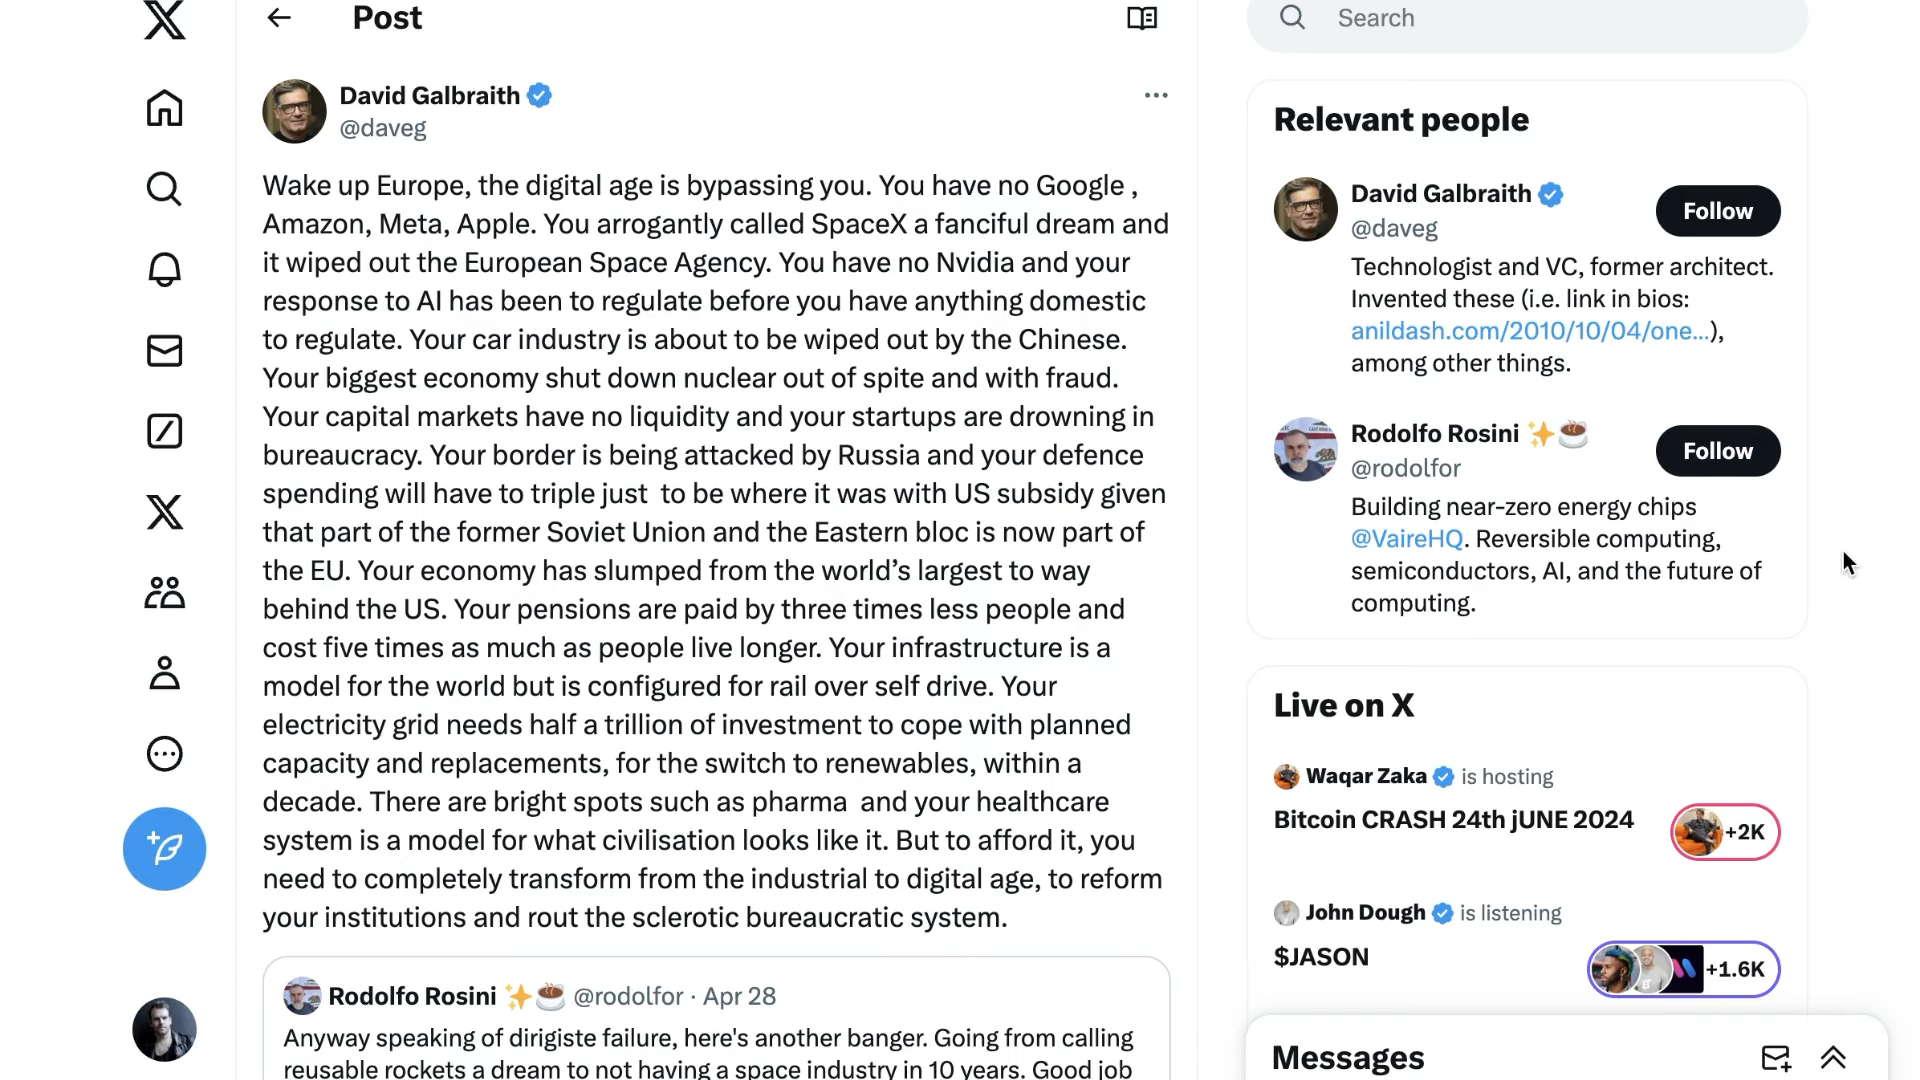 Post
David Galbraith
@daveg
Wake up Europe, the digital age is bypassing you. You have no Google ,
Amazon, Meta, Apple. You arrogantly called SpaceX a fanciful dream and
it wiped out the European Space Agency. You have no Nvidia and your
response to AI has been to regulate before you have anything domestic
to regulate. Your car industry is about to be wiped out by the Chinese.
Your biggest economy shut down nuclear out of spite and with fraud.
Your capital markets have no liquidity and your startups are drowning in
bureaucracy. Your border is being attacked by Russia and your defence
spending will have to triple just  to be where it was with US subsidy given
that part of the former Soviet Union and the Eastern bloc is now part of
the EU. Your economy has slumped from the world’s largest to way
behind the US. Your pensions are paid by three times less people and
cost five times as much as people live longer. Your infrastructure is a
model for the world but is configured for rail over self drive. Your
electricity grid needs half a trillion of investment to cope with planned
capacity and replacements, for the switch to renewables, within a
decade. There are bright spots such as pharma  and your healthcare
system is a model for what civilisation looks like it. But to afford it, you
need to completely transform from the industrial to digital age, to reform
your institutions and rout the sclerotic bureaucratic system.
Rodolfo Rosini ✨☕ @rodolfor · Apr 28
Anyway speaking of dirigiste failure, here's another banger. Going from calling
reusable rockets a dream to not having a space industry in 10 years. Good job
Search
Relevant people
David Galbraith
@daveg
Follow
Technologist and VC, former architect.
Invented these (i.e. link in bios:
anildash.com/2010/10/04/one...),
among other things.
Rodolfo Rosini ✨☕
@rodolfor
Follow
Building near-zero energy chips
@VaireHQ. Reversible computing,
semiconductors, AI, and the future of
computing.
Live on X
Waqar Zaka is hosting
Bitcoin CRASH 24th jUNE 2024
+2K
John Dough is listening
$JASON
+1.6K
Messages